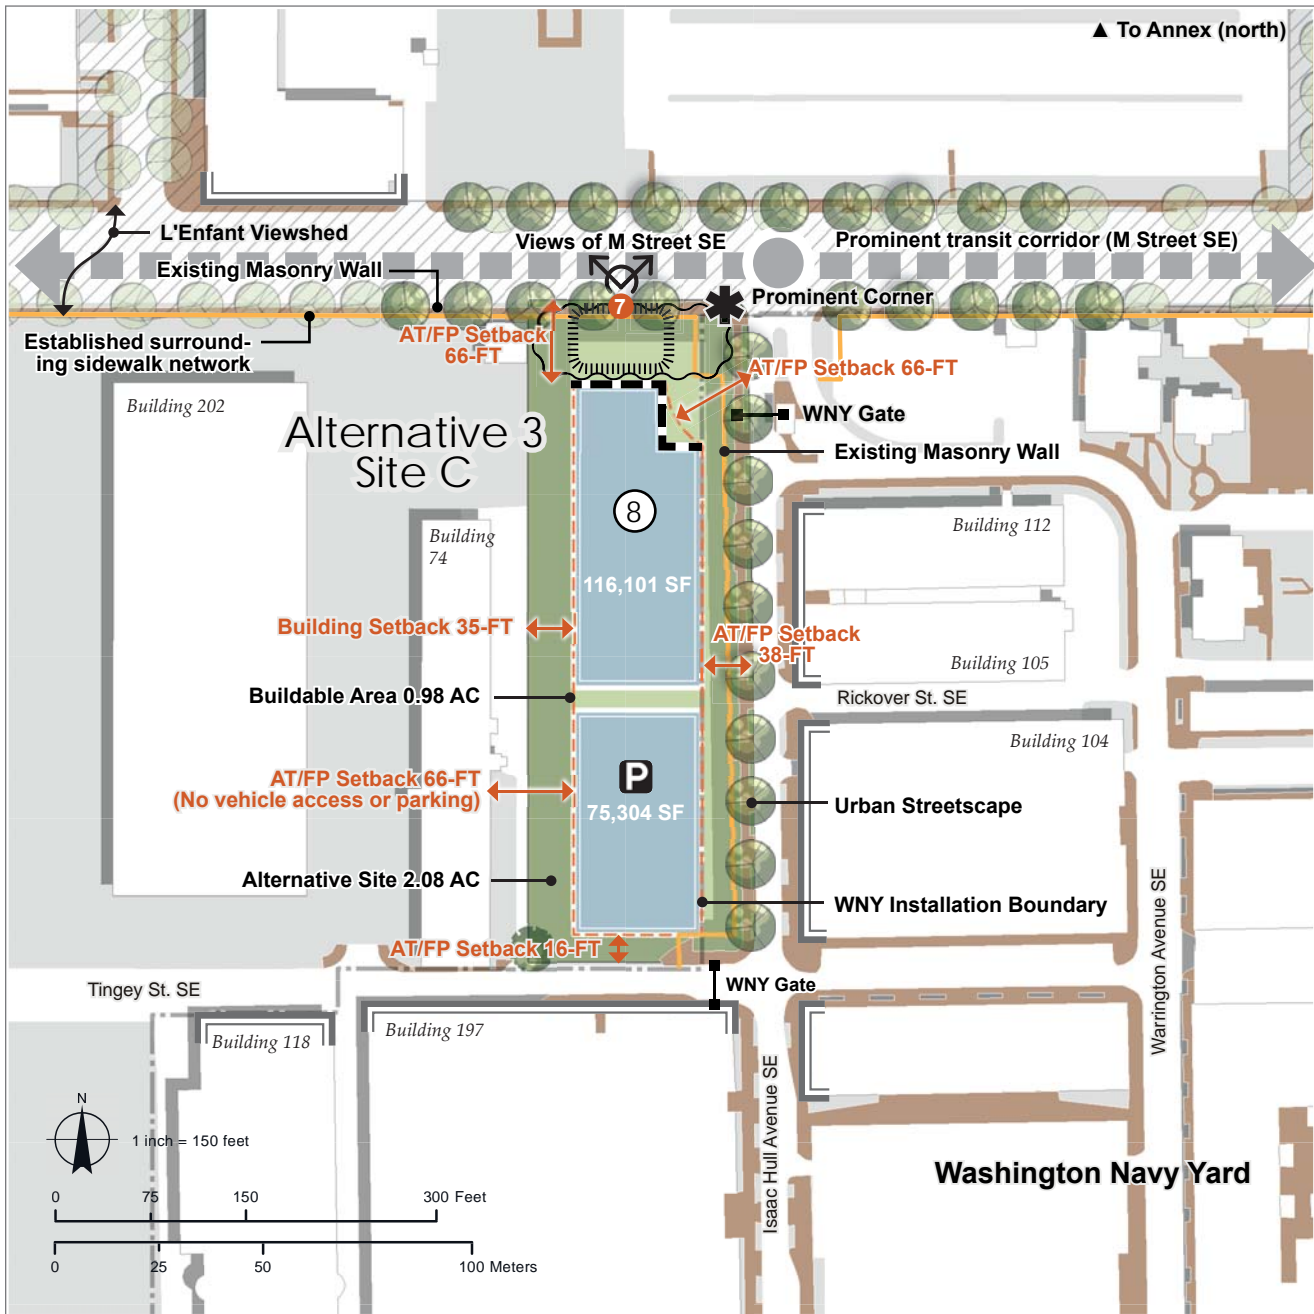 ▲ To Annex (north)
L'Enfant Viewshed
Views of M Street SE
Prominent transit corridor (M Street SE)
Existing Masonry Wall
7
Prominent Corner
Established surround-
ing sidewalk network
AT/FP Setback
66-FT
AT/FP Setback 66-FT
Building 202
WNY Gate
Alternative 3
Site C
Existing Masonry Wall
8
Building
74
Building 112
116,101 SF
Building Setback 35-FT
AT/FP Setback
38-FT
Building 105
Buildable Area 0.98 AC
Rickover St. SE
Building 104
AT/FP Setback 66-FT
(No vehicle access or parking)
P
75,304 SF
Urban Streetscape
Alternative Site 2.08 AC
WNY Installation Boundary
Warrington Avenue SE
AT/FP Setback 16-FT
WNY Gate
Tingey St. SE
Building 118
Building 197
Isaac Hull Avenue SE
N
1 inch = 150 feet
Washington Navy Yard
0 75 150 300 Feet
0 25 50 100 Meters